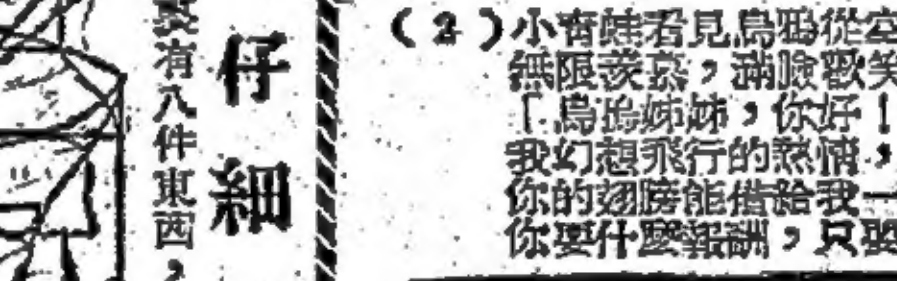 仔細
裏有八件東西，
（2）小青蛙看見烏鴉從空
無限羨慕，滿臉歡笑
「烏鴉姊姊，你好！
我幻想飛行的熱情，
你的翅膀能借給我一
你要什麼報酬，只要